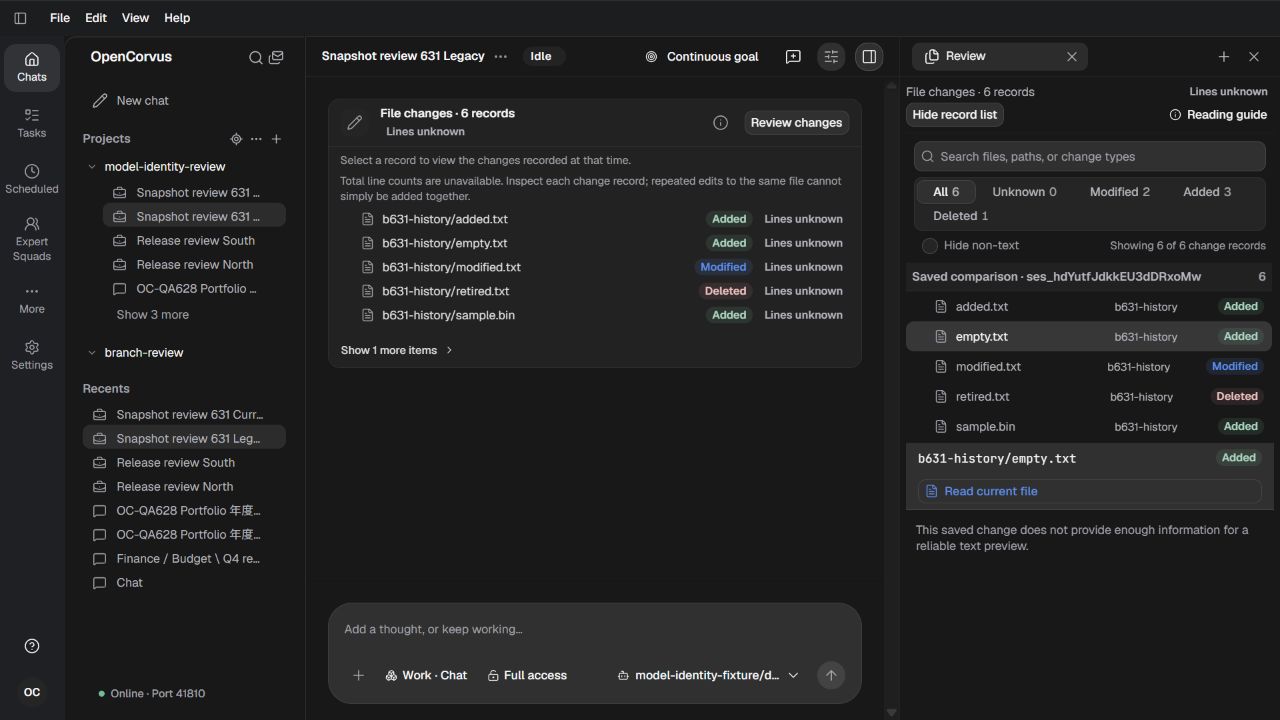 File Edit View Help
Chats
Tasks
Scheduled
Expert
Squads
More
Settings
OC
OpenCorvus
New chat
Projects
model-identity-review
Snapshot review 631 ...
Snapshot review 631 ...
Release review South
Release review North
OC-QA628 Portfolio ...
Show 3 more
branch-review
Recents
Snapshot review 631 Curr...
Snapshot review 631 Leg...
Release review South
Release review North
OC-QA628 Portfolio 年度...
OC-QA628 Portfolio 年度...
Finance / Budget \ Q4 re...
Chat
Online · Port 41810
Snapshot review 631 Legacy ... Idle Continuous goal
File changes · 6 records
Lines unknown
Review changes
Select a record to view the changes recorded at that time.
Total line counts are unavailable. Inspect each change record; repeated edits to the same file cannot
simply be added together.
b631-history/added.txt Added Lines unknown
b631-history/empty.txt Added Lines unknown
b631-history/modified.txt Modified Lines unknown
b631-history/retired.txt Deleted Lines unknown
b631-history/sample.bin Added Lines unknown
Show 1 more items
Add a thought, or keep working...
Work · Chat Full access model-identity-fixture/d...
Review
File changes · 6 records Lines unknown
Hide record list Reading guide
Search files, paths, or change types
All 6 Unknown 0 Modified 2 Added 3
Deleted 1
Hide non-text Showing 6 of 6 change records
Saved comparison · ses_hdYutfJdkkEU3dDRxoMw 6
added.txt b631-history Added
empty.txt b631-history Added
modified.txt b631-history Modified
retired.txt b631-history Deleted
sample.bin b631-history Added
b631-history/empty.txt Added
Read current file
This saved change does not provide enough information for a
reliable text preview.